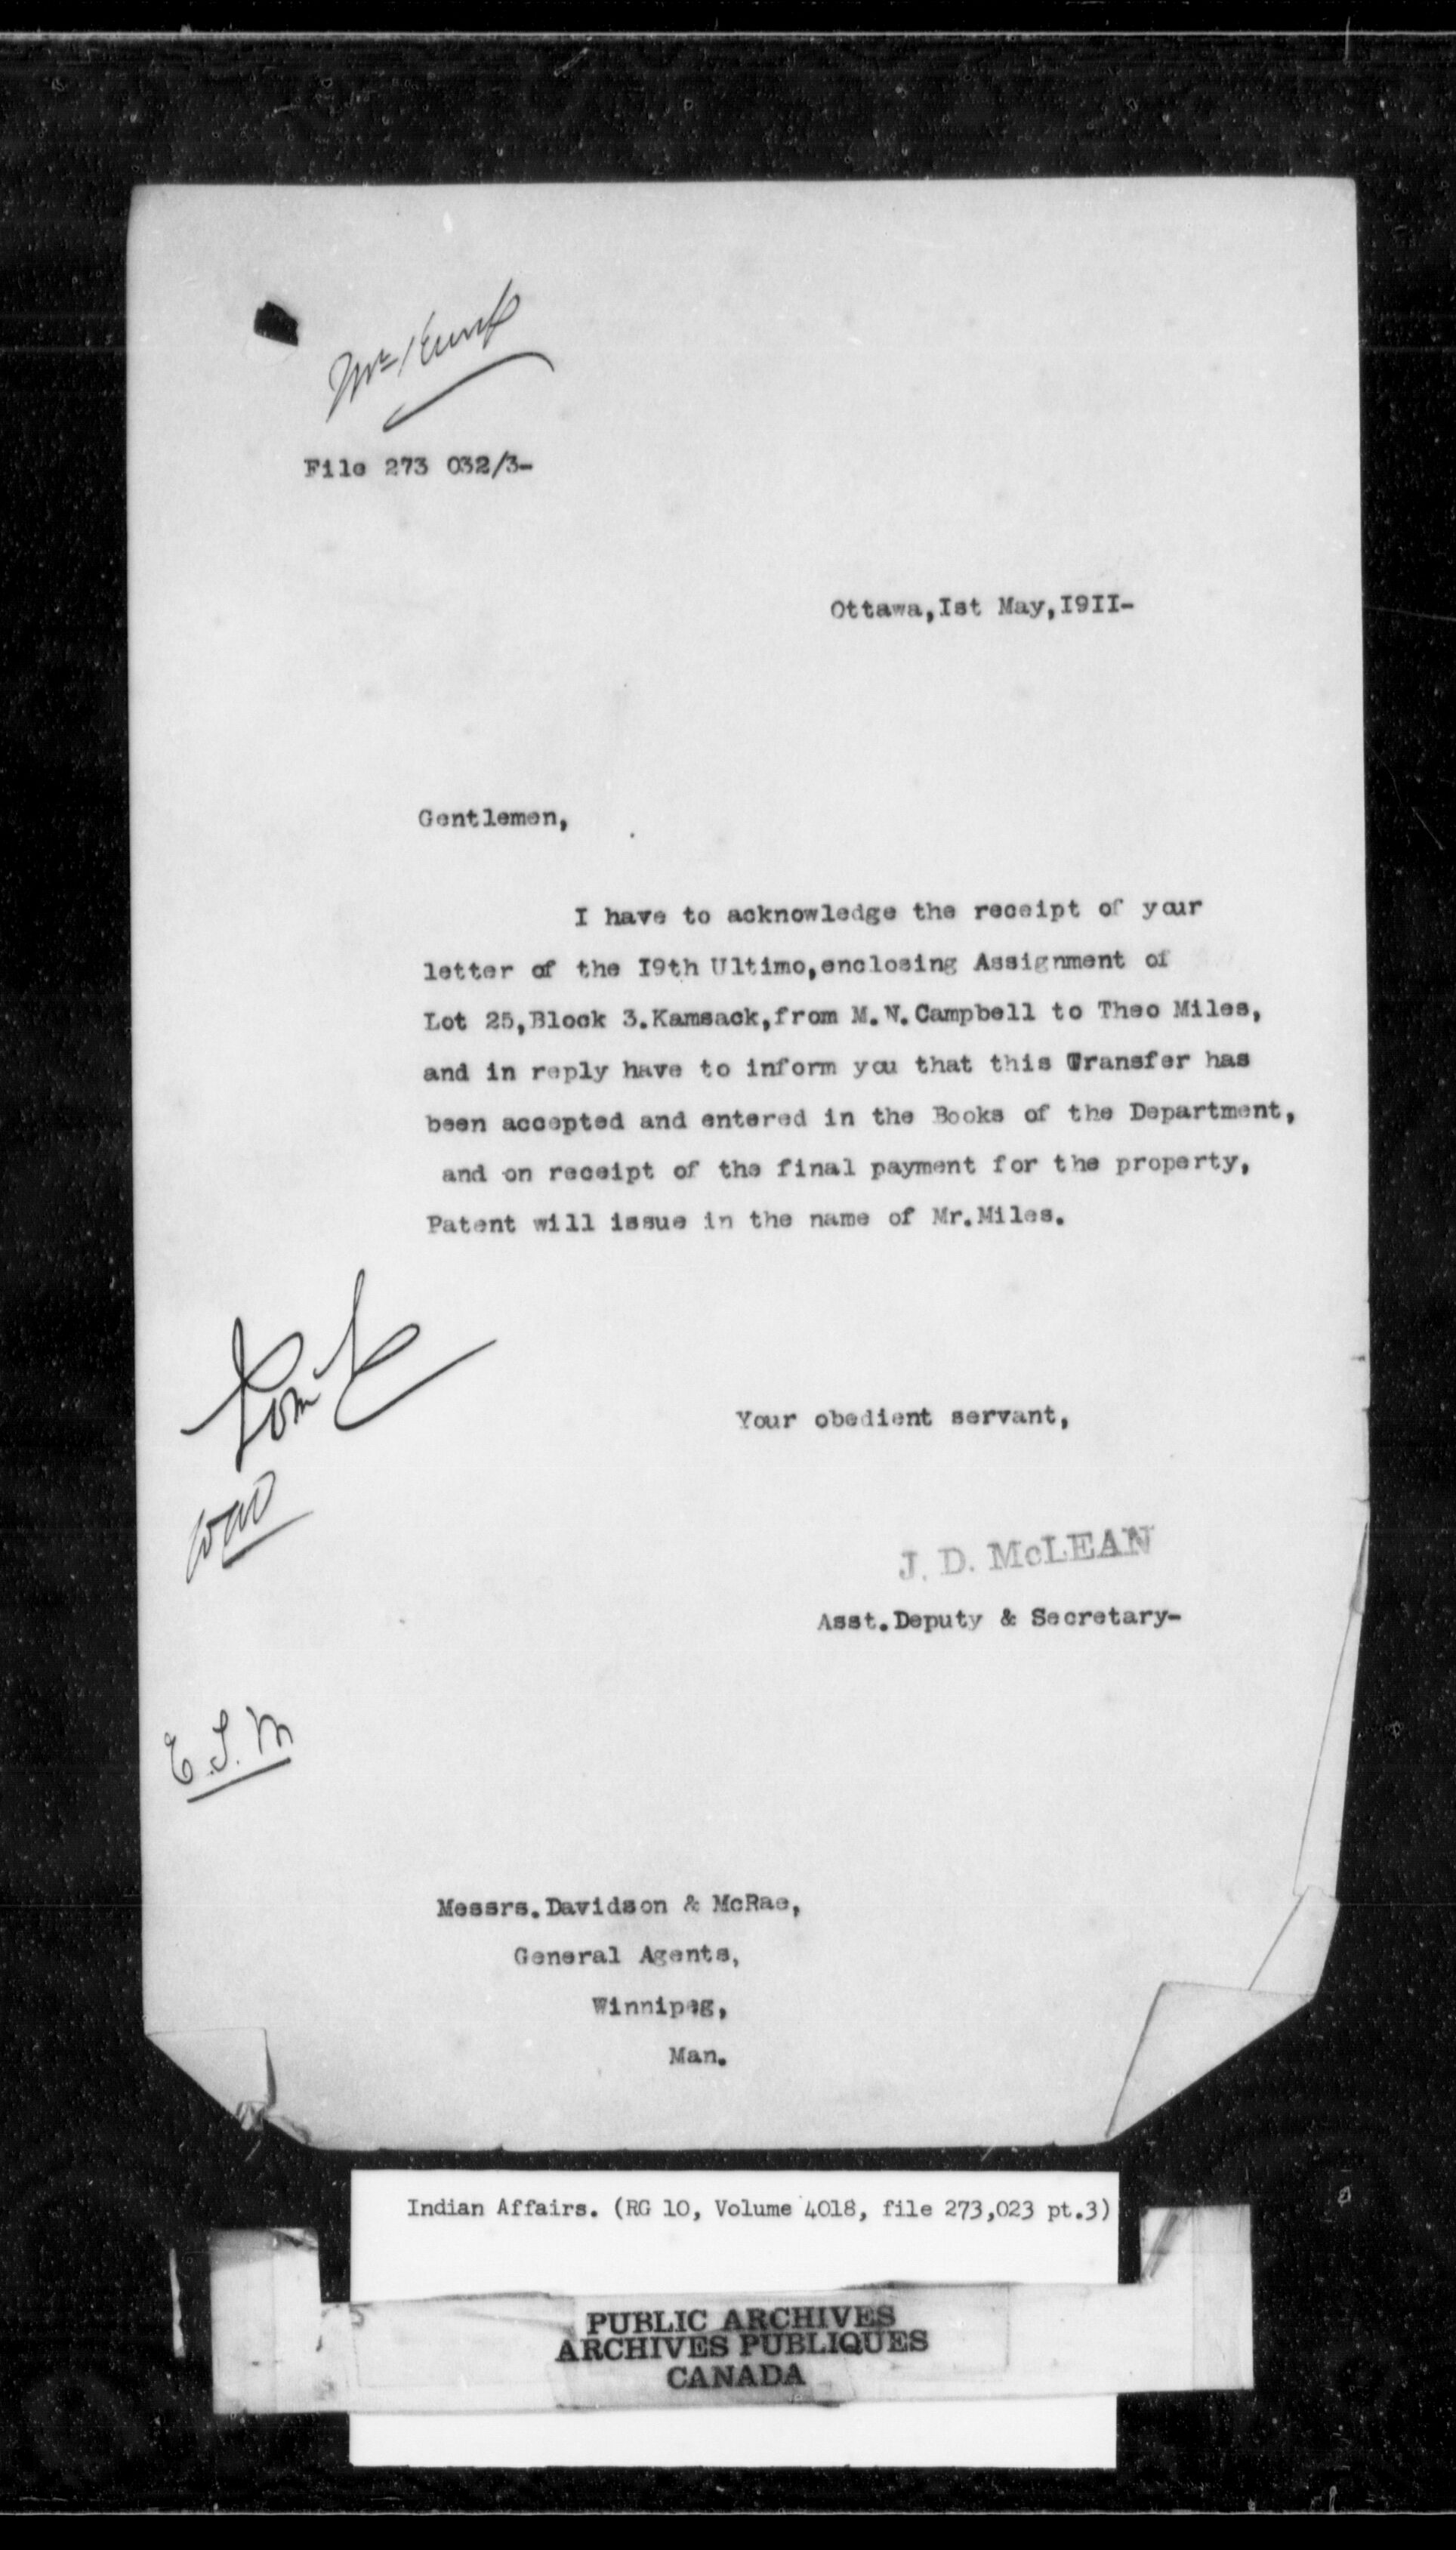 File 273 032/3-
Ottawa,Ist May,I9II-
Gentlemen,
I have to acknowledge the receipt of your
letter of the I9th Ultimo,enclosing Assignment of
Lot 25,Block 3.Kamsack,from M.N.Campbell to Theo Miles,
and in reply have to inform you that this Transfer has
been accepted and entered in the Books of the Department,
and on receipt of the final payment for the property,
Patent will issue in the name of Mr.Miles.
Your obedient servant,
J. D. McLEAN
Asst.Deputy & Secretary-
E.S.M
Messrs.Davidson & McRae,
General Agents,
Winnipeg,
Man.
Indian Affairs. (RG 10, Volume 4018, file 273,023 pt.3)
PUBLIC ARCHIVES
ARCHIVES PUBLIQUES
CANADA